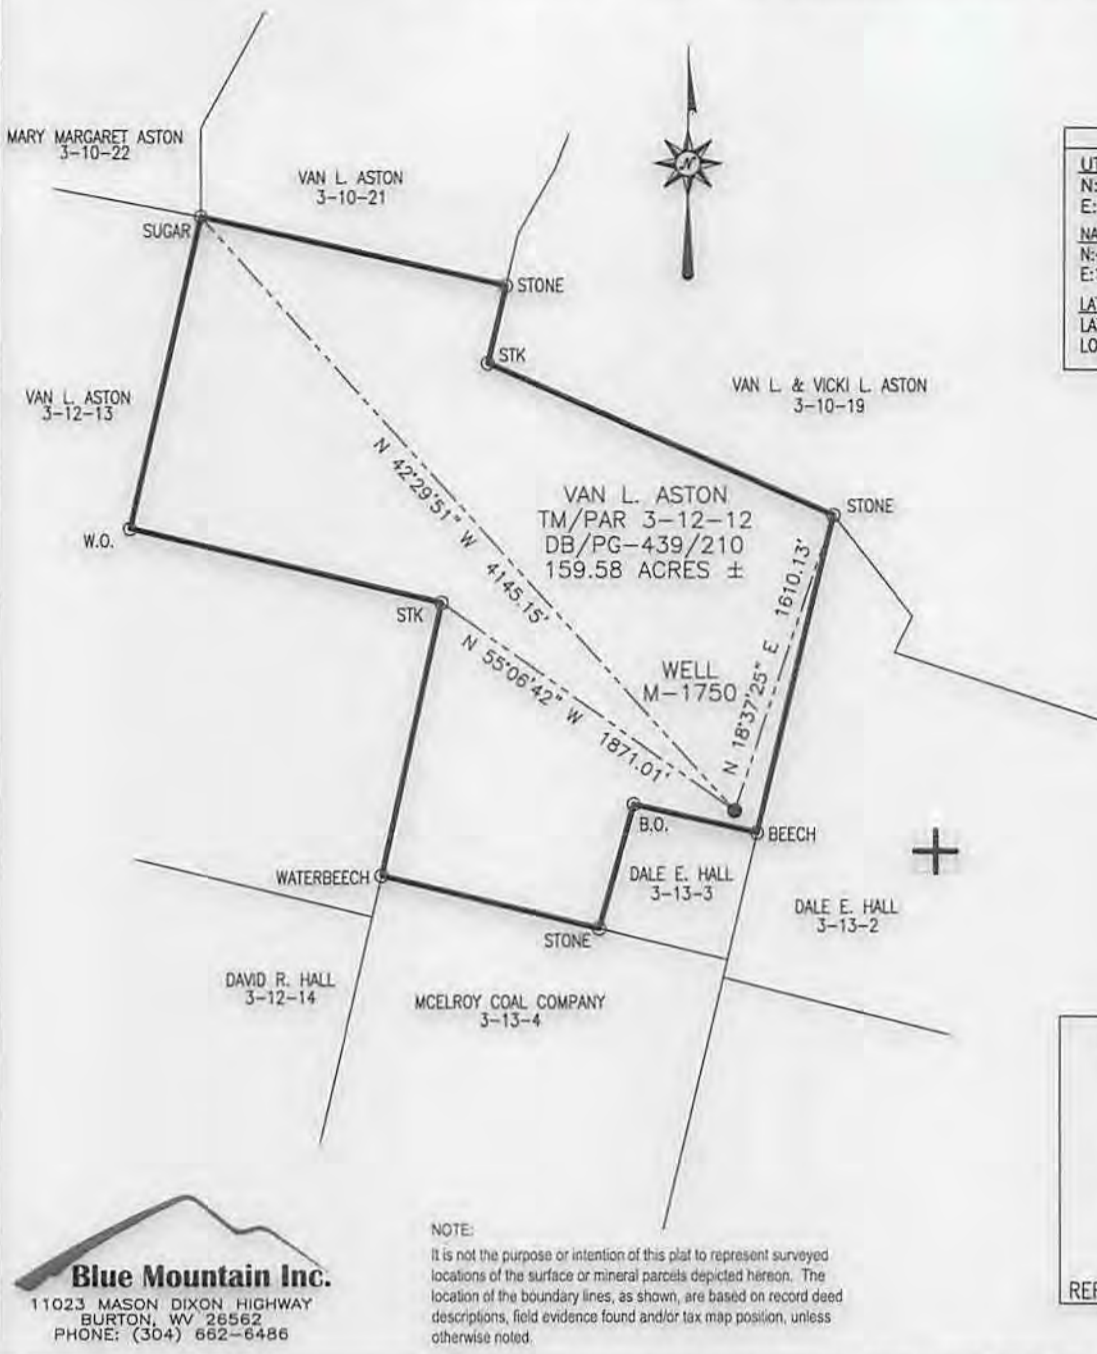 MARY MARGARET ASTON
3-10-22
VAN L. ASTON
3-10-21
N
SUGAR
STONE
STK
VAN L. ASTON
3-12-13
VAN L. & VICKI L. ASTON
3-10-19
W.O.
STK
N 42°29'51" W 4145.15'
VAN L. ASTON
TM/PAR 3-12-12
DB/PG-439/210
159.58 ACRES ±
STONE
N 18°37'25" E 1610.13'
N 55°06'42" W 1871.01'
WELL
M-1750
B.O.
BEECH
WATERBEECH
DALE E. HALL
3-13-3
DALE E. HALL
3-13-2
STONE
DAVID R. HALL
3-12-14
MCELROY COAL COMPANY
3-13-4
N:
E:
N:
E:
LA
LO
Blue Mountain Inc.
11023 MASON DIXON HIGHWAY
BURTON, WV 26562
PHONE: (304) 662-6486
NOTE:
It is not the purpose or intention of this plat to represent surveyed
locations of the surface or mineral parcels depicted hereon. The
location of the boundary lines, as shown, are based on record deed
descriptions, field evidence found and/or tax map position, unless
otherwise noted.